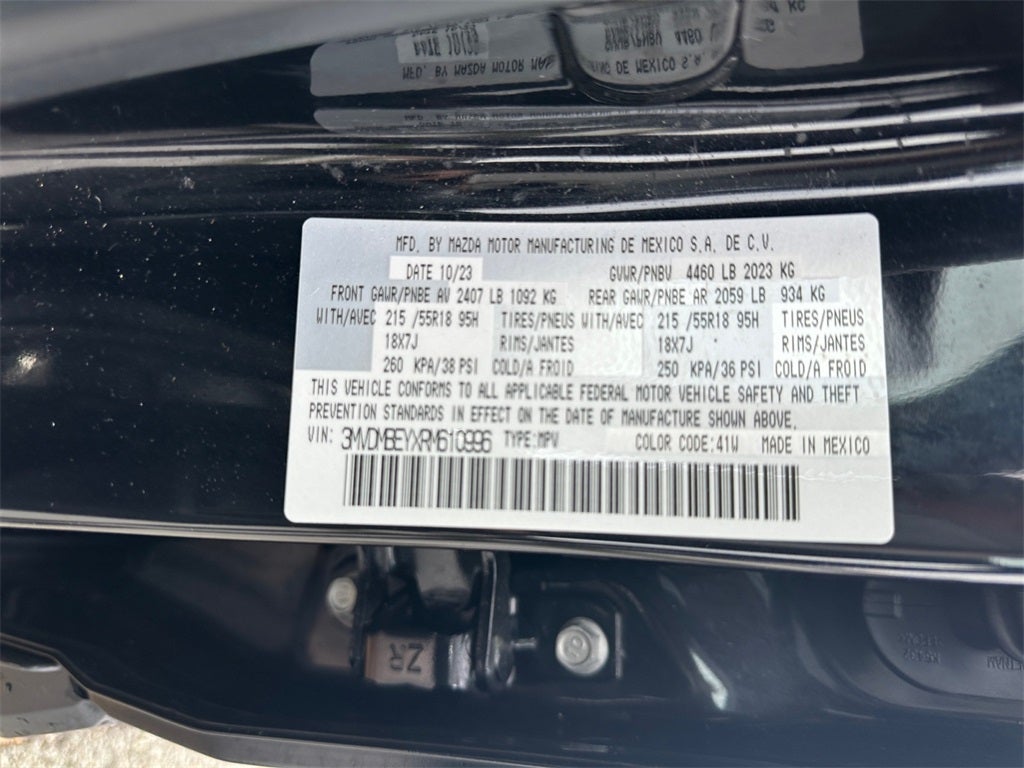 MFD. BY MAZDA MOTOR MANUFACTURING DE MEXICO S.A. DE C.V.
DATE 10/23 GVWR/PNBV 4460 LB 2023 KG
FRONT GAWR/PNBE AV 2407 LB 1092 KG REAR GAWR/PNBE AR 2059 LB 934 KG
WITH/AVEC 215 /55R18 95H TIRES/PNEUS WITH/AVEC 215 /55R18 95H TIRES/PNEUS
18X7J RIMS/JANTES 18X7J RIMS/JANTES
260 KPA/38 PSI COLD/A FROID 250 KPA/36 PSI COLD/A FROID
THIS VEHICLE CONFORMS TO ALL APPLICABLE FEDERAL MOTOR VEHICLE SAFETY AND THEFT
PREVENTION STANDARDS IN EFFECT ON THE DATE OF MANUFACTURE SHOWN ABOVE.
VIN: 3MVDMBEYXRM610996 TYPE:MPV COLOR CODE:41W MADE IN MEXICO
ZR